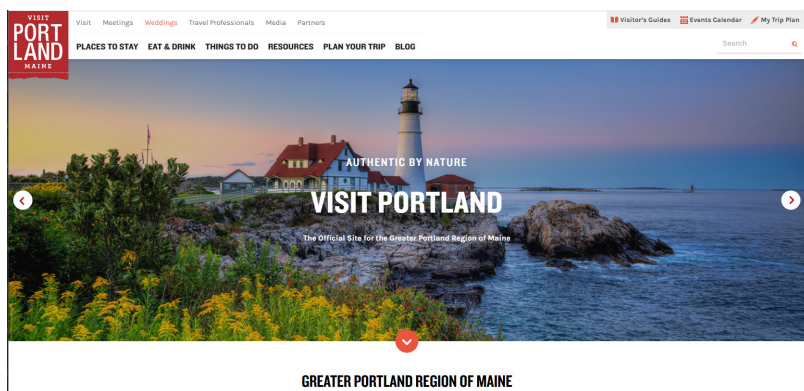 VISIT
PORT
LAND
MAINE
Visit Meetings Weddings Travel Professionals Media Partners
Visitor's Guides Events Calendar My Trip Plan
PLACES TO STAY EAT & DRINK THINGS TO DO RESOURCES PLAN YOUR TRIP BLOG
Search
AUTHENTIC BY NATURE
VISIT PORTLAND
The Official Site for the Greater Portland Region of Maine
GREATER PORTLAND REGION OF MAINE